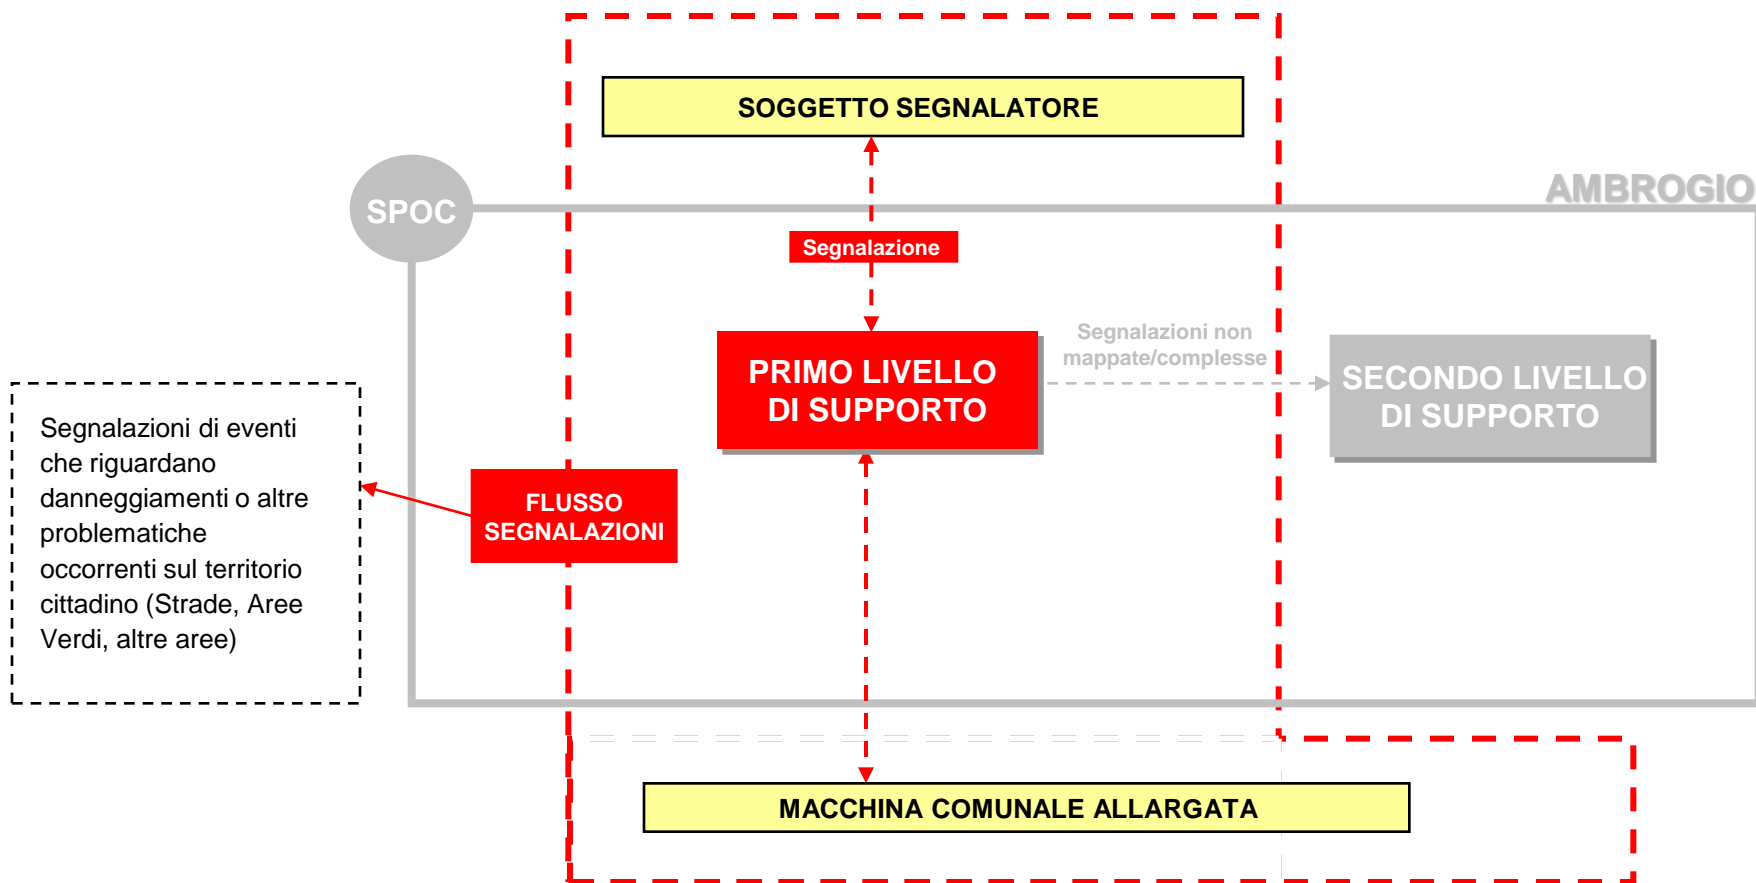 SOGGETTO SEGNALATORE
AMBROGIO
SPOC
Segnalazione
Segnalazioni non
mappate/complesse
PRIMO LIVELLO
DI SUPPORTO
SECONDO LIVELLO
DI SUPPORTO
Segnalazioni di eventi
che riguardano
danneggiamenti o altre
problematiche
occorrenti sul territorio
cittadino (Strade, Aree
Verdi, altre aree)
FLUSSO
SEGNALAZIONI
MACCHINA COMUNALE ALLARGATA